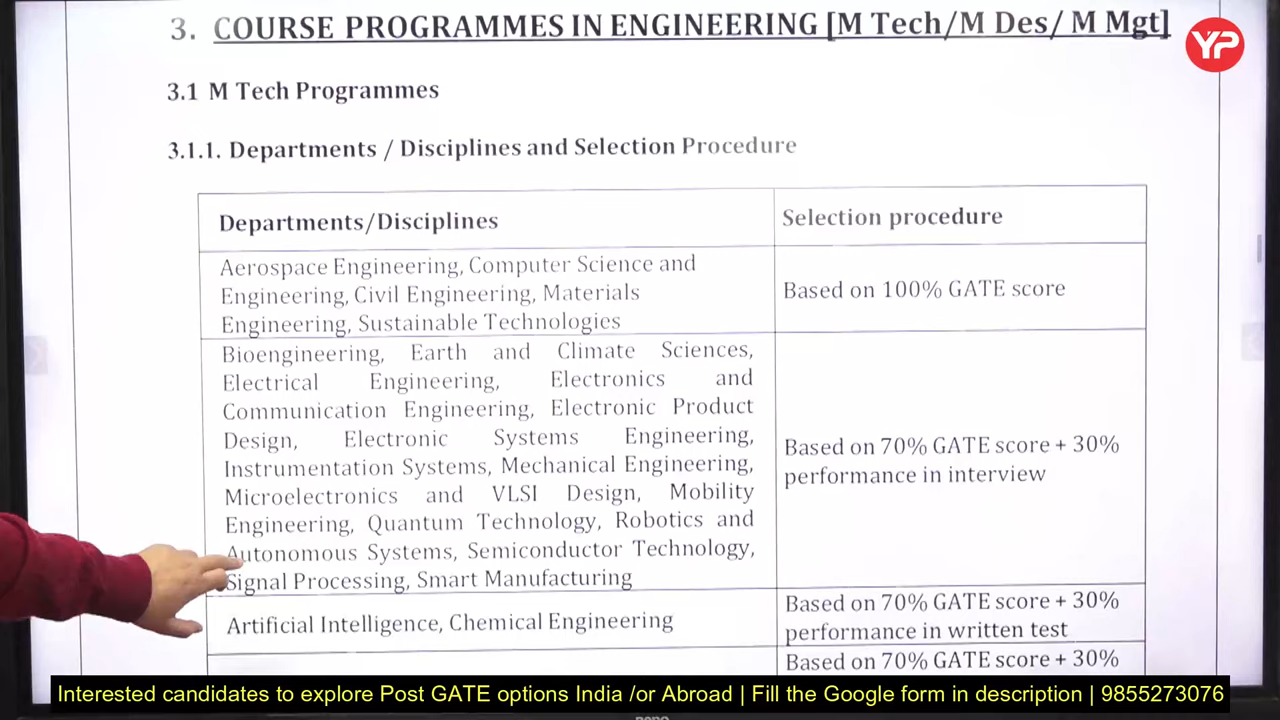 3. COURSE PROGRAMMES IN ENGINEERING [M Tech/M Des/ M Mgt]
YP
3.1 M Tech Programmes
3.1.1. Departments / Disciplines and Selection Procedure
Departments/Disciplines
Selection procedure
Aerospace Engineering, Computer Science and
Engineering, Civil Engineering, Materials
Engineering, Sustainable Technologies
Based on 100% GATE score
Bioengineering, Earth and Climate Sciences,
Electrical Engineering, Electronics and
Communication Engineering, Electronic Product
Design, Electronic Systems Engineering,
Instrumentation Systems, Mechanical Engineering,
Microelectronics and VLSI Design, Mobility
Engineering, Quantum Technology, Robotics and
Autonomous Systems, Semiconductor Technology,
Signal Processing, Smart Manufacturing
Based on 70% GATE score + 30%
performance in interview
Artificial Intelligence, Chemical Engineering
Based on 70% GATE score + 30%
performance in written test
Based on 70% GATE score + 30%
Interested candidates to explore Post GATE options India /or Abroad | Fill the Google form in description | 9855273076